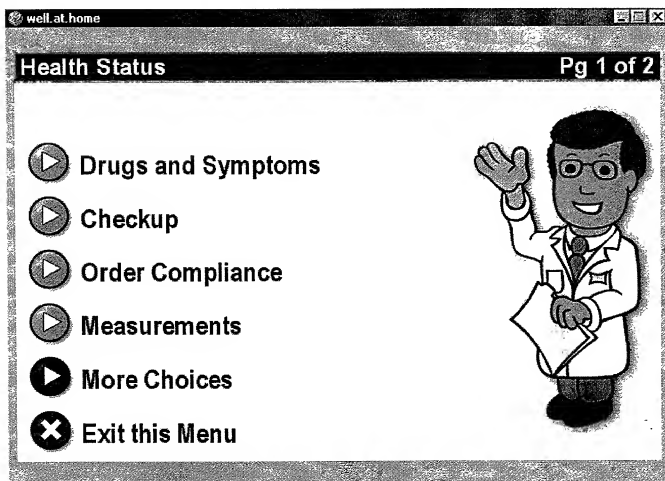 well.at.home
Health Status Pg 1 of 2
Drugs and Symptoms
Checkup
Order Compliance
Measurements
More Choices
Exit this Menu